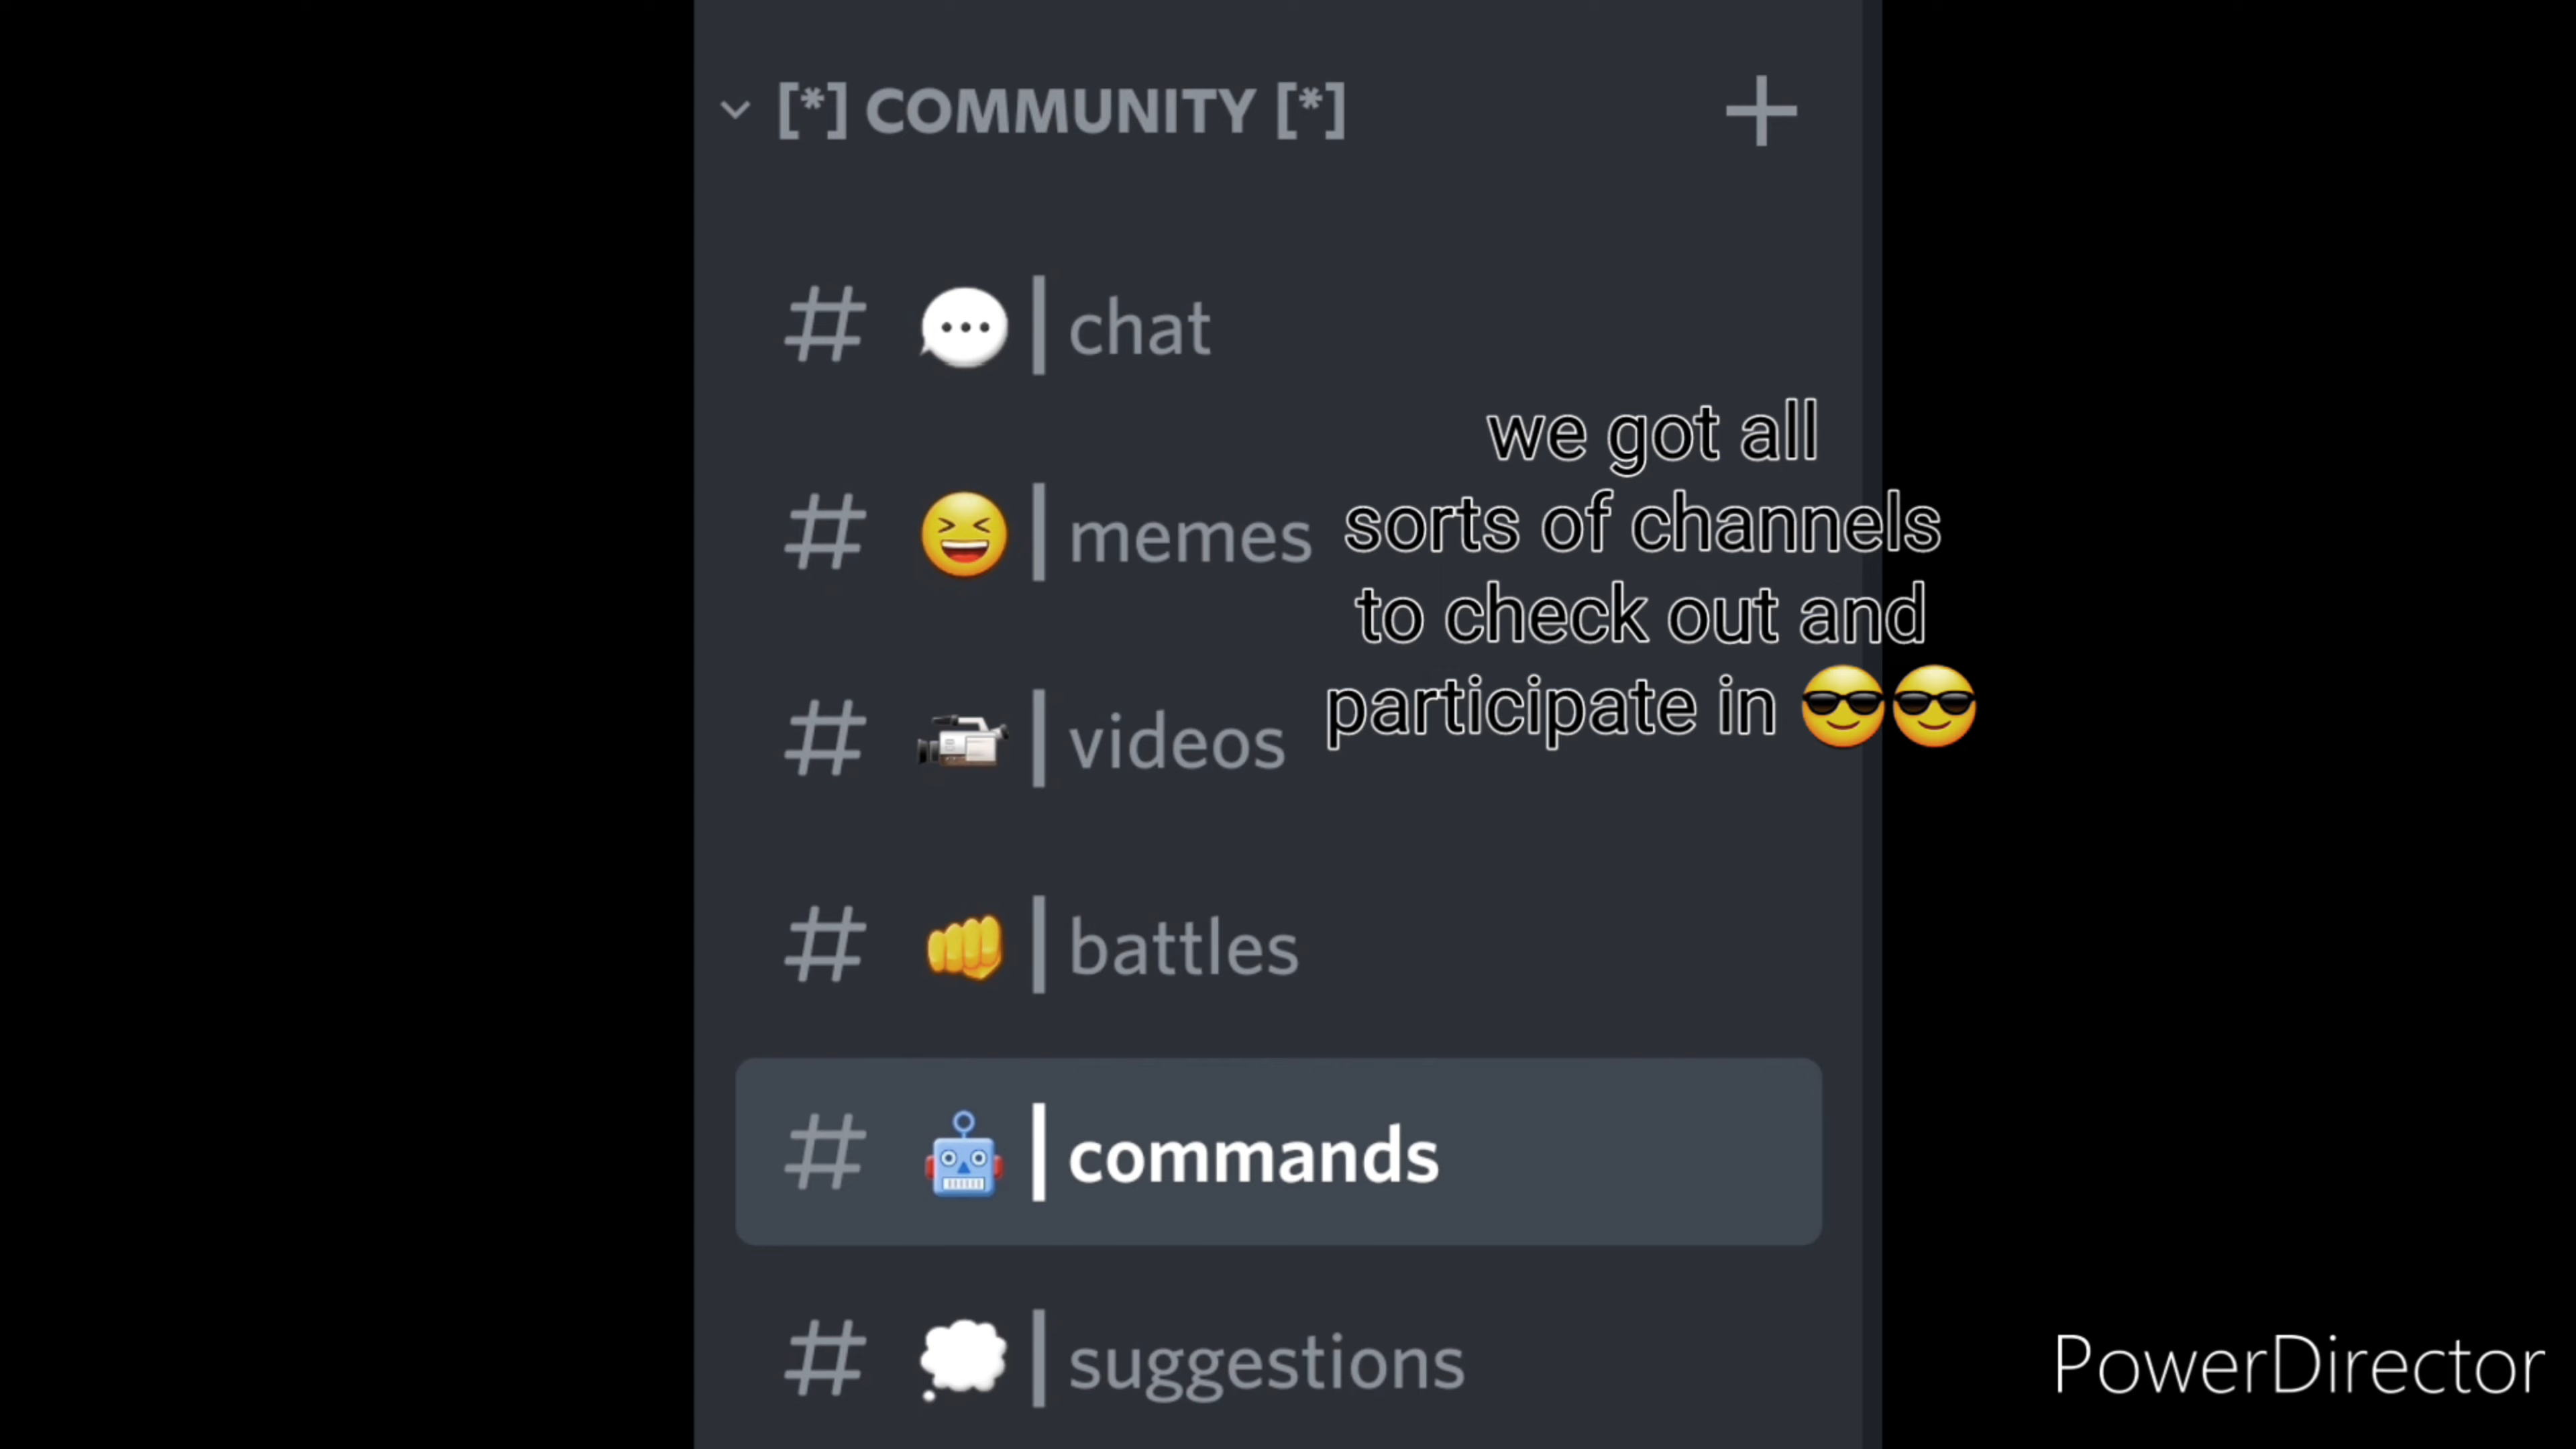 [*] COMMUNITY [*]
# 💬 | chat
# 😆 | memes
# 📹 | videos
# 👊 | battles
# 🤖 | commands
# 💭 | suggestions
we got all
sorts of channels
to check out and
participate in 😎😎
PowerDirector